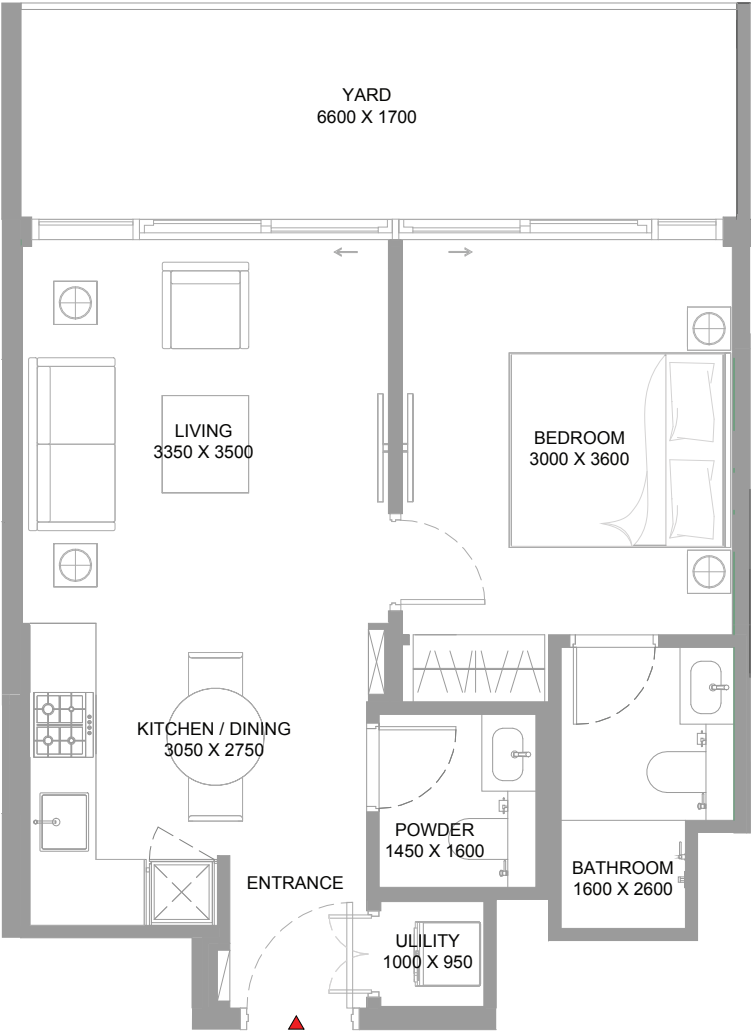 YARD
6600 X 1700
LIVING
3350 X 3500
BEDROOM
3000 X 3600
KITCHEN / DINING
3050 X 2750
POWDER
1450 X 1600
BATHROOM
1600 X 2600
ENTRANCE
ULILITY
1000 X 950